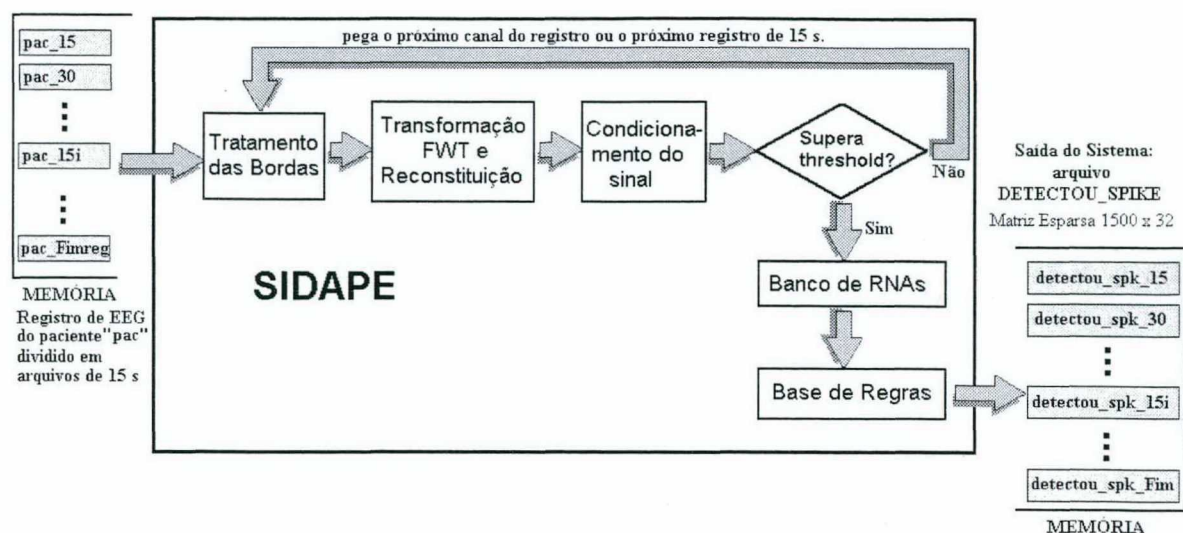 pac_15
pac_30
pac_15i
pac_Fimreg
MEMÓRIA
Registro de EEG
do paciente"pac"
dividido em
arquivos de 15 s
pega o próximo canal do registro ou o próximo registro de 15 s.
Tratamento
das Bordas
Transformação
FWT e
Reconstituição
Condiciona-
mento do
sinal
Supera
threshold?
Não
Sim
Banco de RNAs
Base de Regras
SIDAPE
Saída do Sistema:
arquivo
DETECTOU_SPIKE
Matriz Esparsa 1500 x 32
detectou_spk_15
detectou_spk_30
detectou_spk_15i
detectou_spk_Fim
MEMÓRIA